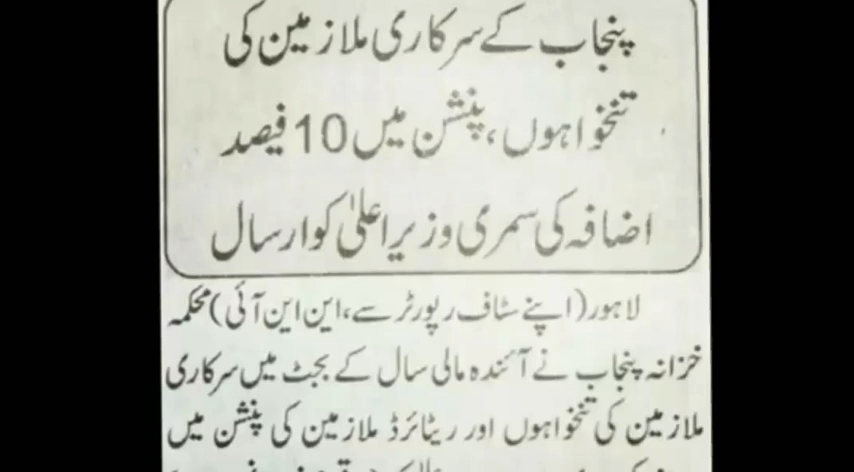 پنجاب کے سرکاری ملازمین کی
تنخواہوں، پنشن میں 10 فیصد
اضافہ کی سمری وزیراعلیٰ کو ارسال
لاہور (اپنے سٹاف رپورٹر سے، این این آئی) محکمہ
خزانہ پنجاب نے آئندہ مالی سال کے بجٹ میں سرکاری
ملازمین کی تنخواہوں اور ریٹائرڈ ملازمین کی پنشن میں